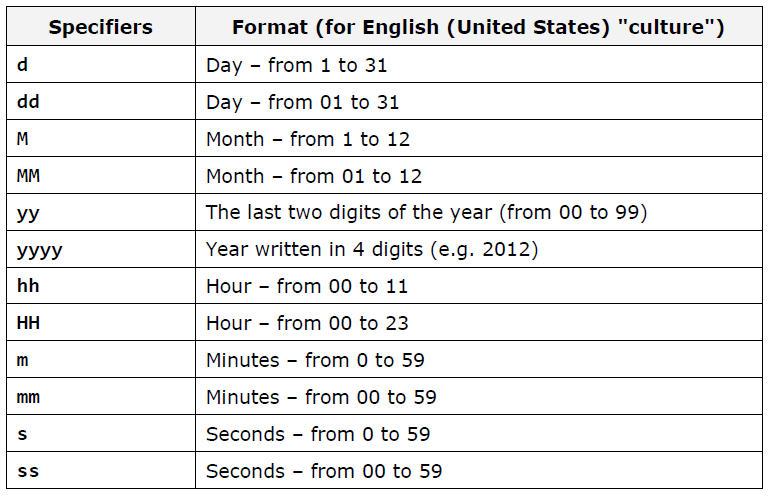 Specifiers Format (for English (United States) "culture")
d Day – from 1 to 31
dd Day – from 01 to 31
M Month – from 1 to 12
MM Month – from 01 to 12
yy The last two digits of the year (from 00 to 99)
yyyy Year written in 4 digits (e.g. 2012)
hh Hour – from 00 to 11
HH Hour – from 00 to 23
m Minutes – from 0 to 59
mm Minutes – from 00 to 59
s Seconds – from 0 to 59
ss Seconds – from 00 to 59